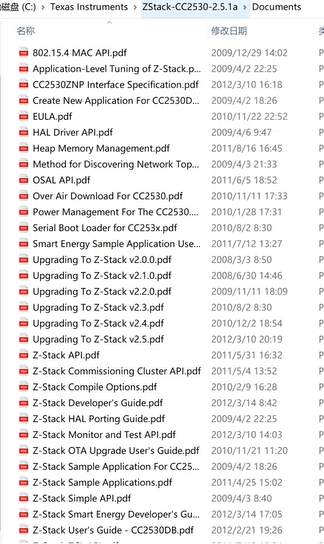 磁盘 (C:) › Texas Instruments › ZStack-CC2530-2.5.1a › Documents
名称 修改日期
802.15.4 MAC API.pdf 2009/12/29 14:02 P
Application-Level Tuning of Z-Stack.p... 2009/4/2 22:25 P
CC2530ZNP Interface Specification.pdf 2012/3/10 16:18 P
Create New Application For CC2530D... 2009/4/2 18:26 P
EULA.pdf 2010/11/22 22:52 P
HAL Driver API.pdf 2009/4/6 9:47 P
Heap Memory Management.pdf 2011/8/16 16:45 P
Method for Discovering Network Top... 2009/4/3 21:33 P
OSAL API.pdf 2011/6/5 18:52 P
Over Air Download For CC2530.pdf 2010/11/11 17:33 P
Power Management For The CC2530.... 2010/1/28 17:31 P
Serial Boot Loader for CC253x.pdf 2010/8/2 8:30 P
Smart Energy Sample Application Use... 2011/7/12 13:27 P
Upgrading To Z-Stack v2.0.0.pdf 2008/3/3 8:50 P
Upgrading To Z-Stack v2.1.0.pdf 2008/6/30 14:46 P
Upgrading To Z-Stack v2.2.0.pdf 2009/11/11 18:09 P
Upgrading To Z-Stack v2.3.pdf 2010/8/2 8:30 P
Upgrading To Z-Stack v2.4.pdf 2010/12/2 18:54 P
Upgrading To Z-Stack v2.5.pdf 2012/3/10 20:19 P
Z-Stack API.pdf 2011/5/31 16:32 P
Z-Stack Commissioning Cluster API.pdf 2011/5/4 13:52 P
Z-Stack Compile Options.pdf 2010/2/9 16:28 P
Z-Stack Developer's Guide.pdf 2012/3/14 8:42 P
Z-Stack HAL Porting Guide.pdf 2009/4/2 22:25 P
Z-Stack Monitor and Test API.pdf 2012/3/10 14:03 P
Z-Stack OTA Upgrade User's Guide.pdf 2010/11/21 11:20 P
Z-Stack Sample Application For CC25... 2009/4/2 18:26 P
Z-Stack Sample Applications.pdf 2011/4/25 15:02 P
Z-Stack Simple API.pdf 2009/4/3 8:40 P
Z-Stack Smart Energy Developer's Gu... 2012/3/14 17:05 P
Z-Stack User's Guide - CC2530DB.pdf 2012/2/21 19:26 P